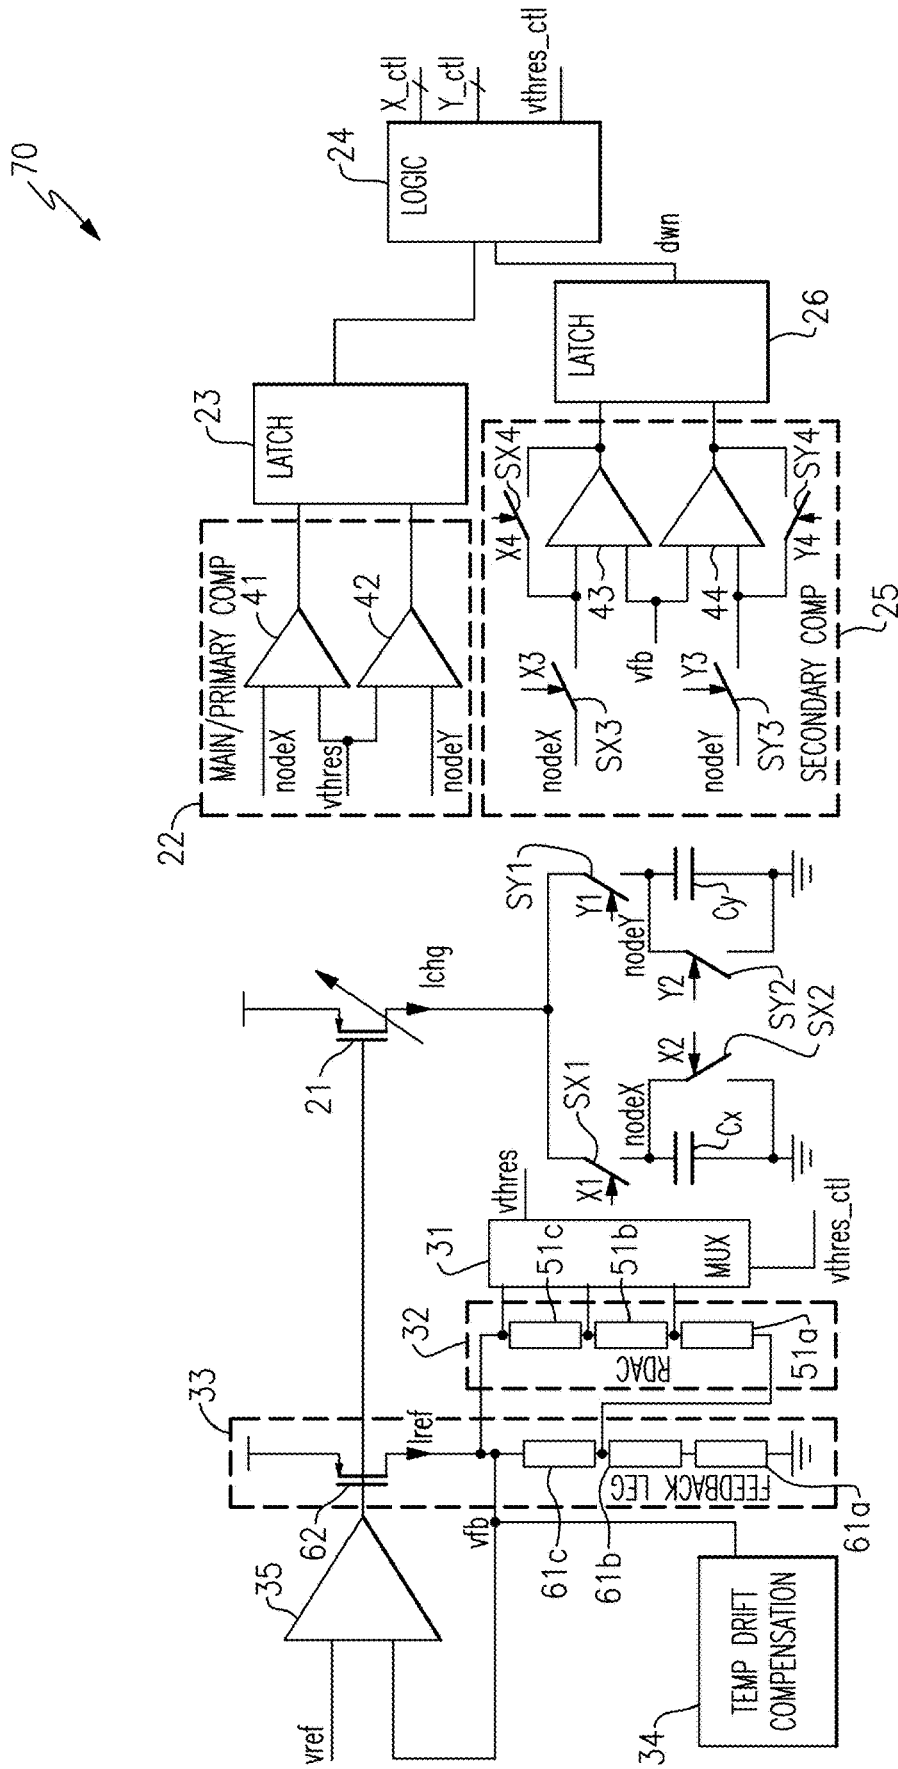 70
33
62
35
vref
vfb
Iref
61c
61b
61a
FEEDBACK LEG
34
TEMP DRIFT
COMPENSATION
32
RDAC
51c
51b
51a
31
MUX
vthres
vthres_ctl
21
Ichg
SX1
X1
nodeX
Cx
X2
SX2
SY1
Y1
nodeY
Cy
Y2
SY2
22
MAIN/PRIMARY COMP
nodeX
vthres
nodeY
41
42
23
LATCH
24
LOGIC
X_ctl
Y_ctl
vthres_ctl
dwn
26
LATCH
25
SECONDARY COMP
nodeX
X3
SX3
vfb
nodeY
Y3
SY3
X4
SX4
43
44
Y4
SY4